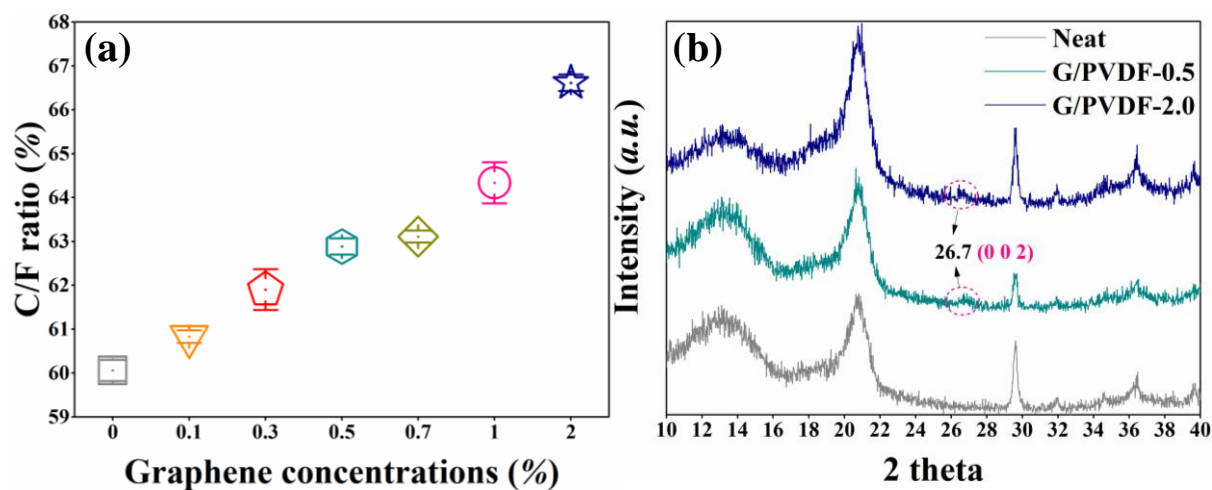 (a)
C/F ratio (%)
68
67
66
65
64
63
62
61
60
59
0 0.1 0.3 0.5 0.7 1 2
Graphene concentrations (%)
(b)
Intensity (a.u.)
Neat
G/PVDF-0.5
G/PVDF-2.0
26.7 (0 0 2)
10 12 14 16 18 20 22 24 26 28 30 32 34 36 38 40
2 theta